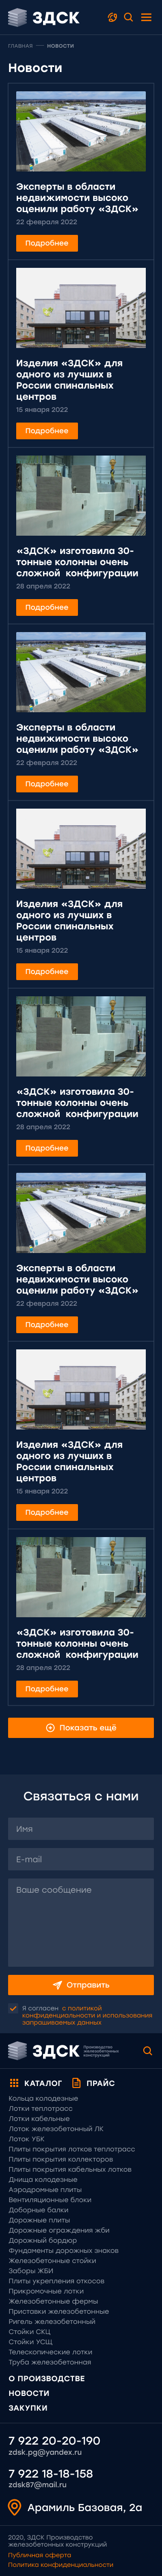 ЗДСК
ГЛАВНАЯ — НОВОСТИ
Новости
Эксперты в области
недвижимости высоко
оценили работу «ЗДСК»
22 февраля 2022
Подробнее
Изделия «ЗДСК» для
одного из лучших в
России спинальных
центров
15 января 2022
Подробнее
«ЗДСК» изготовила 30-
тонные колонны очень
сложной конфигурации
28 апреля 2022
Подробнее
Эксперты в области
недвижимости высоко
оценили работу «ЗДСК»
22 февраля 2022
Подробнее
Изделия «ЗДСК» для
одного из лучших в
России спинальных
центров
15 января 2022
Подробнее
«ЗДСК» изготовила 30-
тонные колонны очень
сложной конфигурации
28 апреля 2022
Подробнее
Эксперты в области
недвижимости высоко
оценили работу «ЗДСК»
22 февраля 2022
Подробнее
Изделия «ЗДСК» для
одного из лучших в
России спинальных
центров
15 января 2022
Подробнее
«ЗДСК» изготовила 30-
тонные колонны очень
сложной конфигурации
28 апреля 2022
Подробнее
Показать ещё
Связаться с нами
Имя
E-mail
Ваше сообщение
Отправить
Я согласен с политикой
конфиденциальности и использования
запрашиваемых данных
ЗДСК Производство
железобетонных
конструкций
КАТАЛОГ ПРАЙС
Кольца колодезные
Лотки теплотрасс
Лотки кабельные
Лоток железобетонный ЛК
Лоток УБК
Плиты покрытия лотков теплотрасс
Плиты покрытия коллекторов
Плиты покрытия кабельных лотков
Днища колодезные
Аэродромные плиты
Вентиляционные блоки
Доборные балки
Дорожные плиты
Дорожные ограждения жби
Дорожный бордюр
Фундаменты дорожных знаков
Железобетонные стойки
Заборы ЖБИ
Плиты укрепления откосов
Прикромочные лотки
Железобетонные фермы
Приставки железобетонные
Ригель железобетонный
Стойки СКЦ
Стойки УСЦ
Телескопические лотки
Труба железобетонная
О ПРОИЗВОДСТВЕ
НОВОСТИ
ЗАКУПКИ
7 922 20-20-190
zdsk.pg@yandex.ru
7 922 18-18-158
zdsk87@mail.ru
Арамиль Базовая, 2а
2020, ЗДСК Производство
железобетонных конструкций
Публичная оферта
Политика конфиденциальности